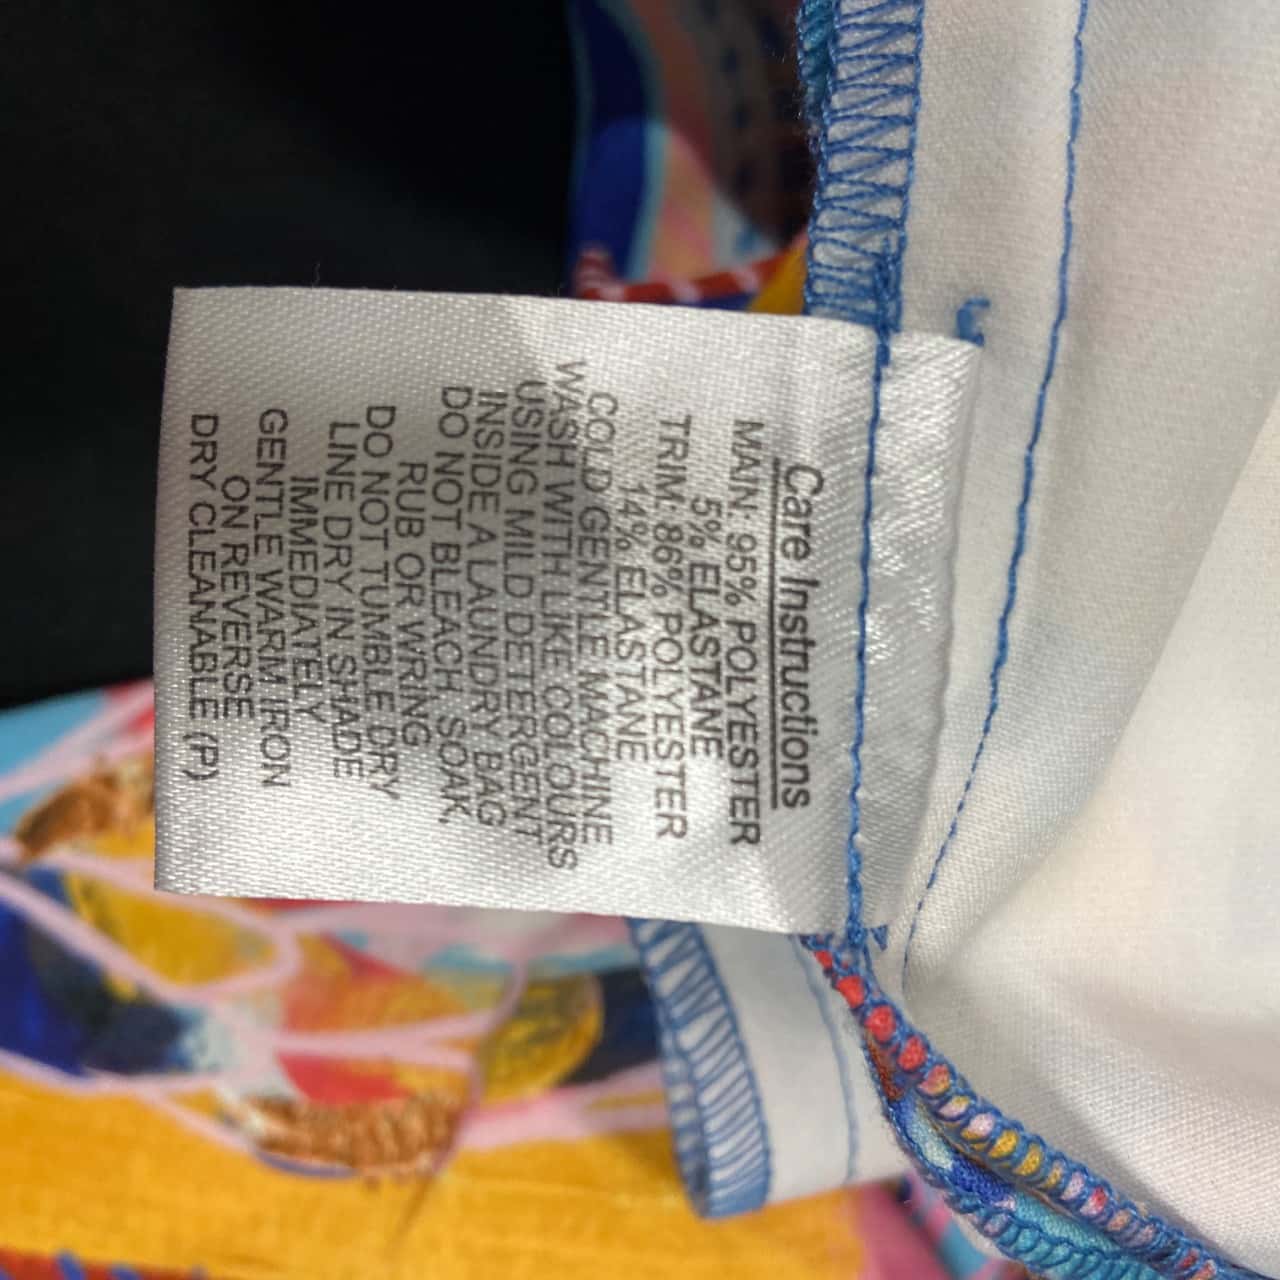 Care Instructions
MAIN: 95% POLYESTER
5% ELASTANE
TRIM: 86% POLYESTER
14% ELASTANE
COLD GENTLE MACHINE
WASH WITH LIKE COLOURS
USING MILD DETERGENT
INSIDE A LAUNDRY BAG
DO NOT BLEACH, SOAK,
RUB OR WRING
DO NOT TUMBLE DRY
LINE DRY IN SHADE
IMMEDIATELY
GENTLE WARM IRON
ON REVERSE
DRY CLEANABLE (P)